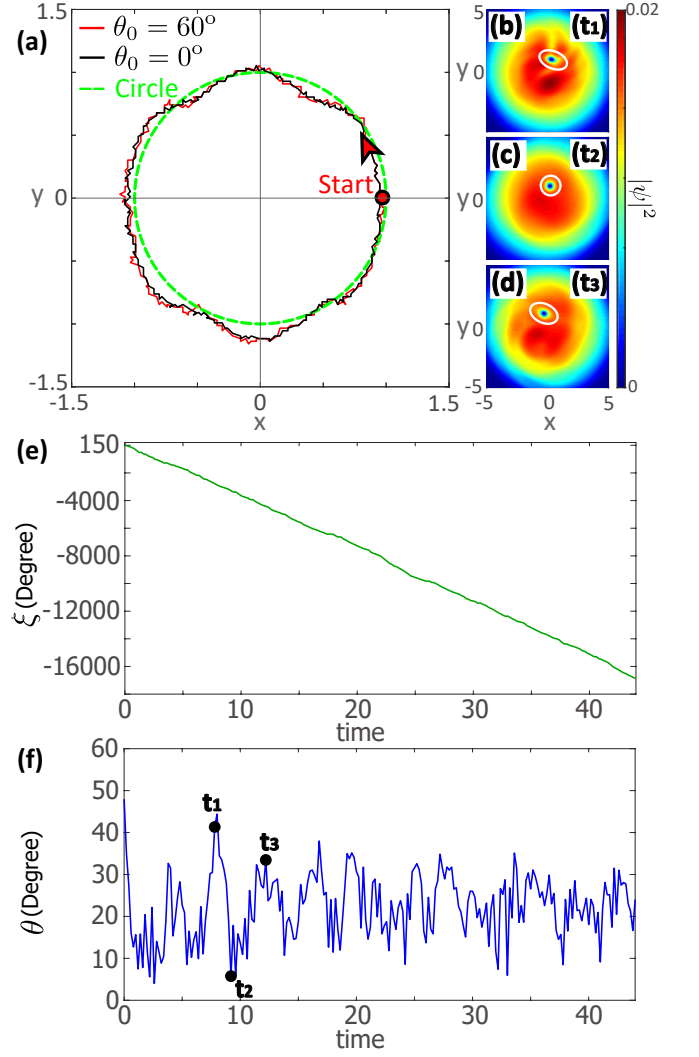 (a)
1.5
θ₀ = 60°
θ₀ = 0°
Circle
Start
y 0
-1.5
-1.5 0 1.5
x
(b) (t₁)
5
y 0
(c) (t₂)
y 0
(d) (t₃)
y 0
-5
-5 0 5
x
0.02
|ψ|²
0
(e)
150
-4000
-8000
-12000
-16000
ξ (Degree)
0 10 20 30 40
time
(f)
60
50
40
30
20
10
0
θ (Degree)
t₁
t₂
t₃
0 10 20 30 40
time